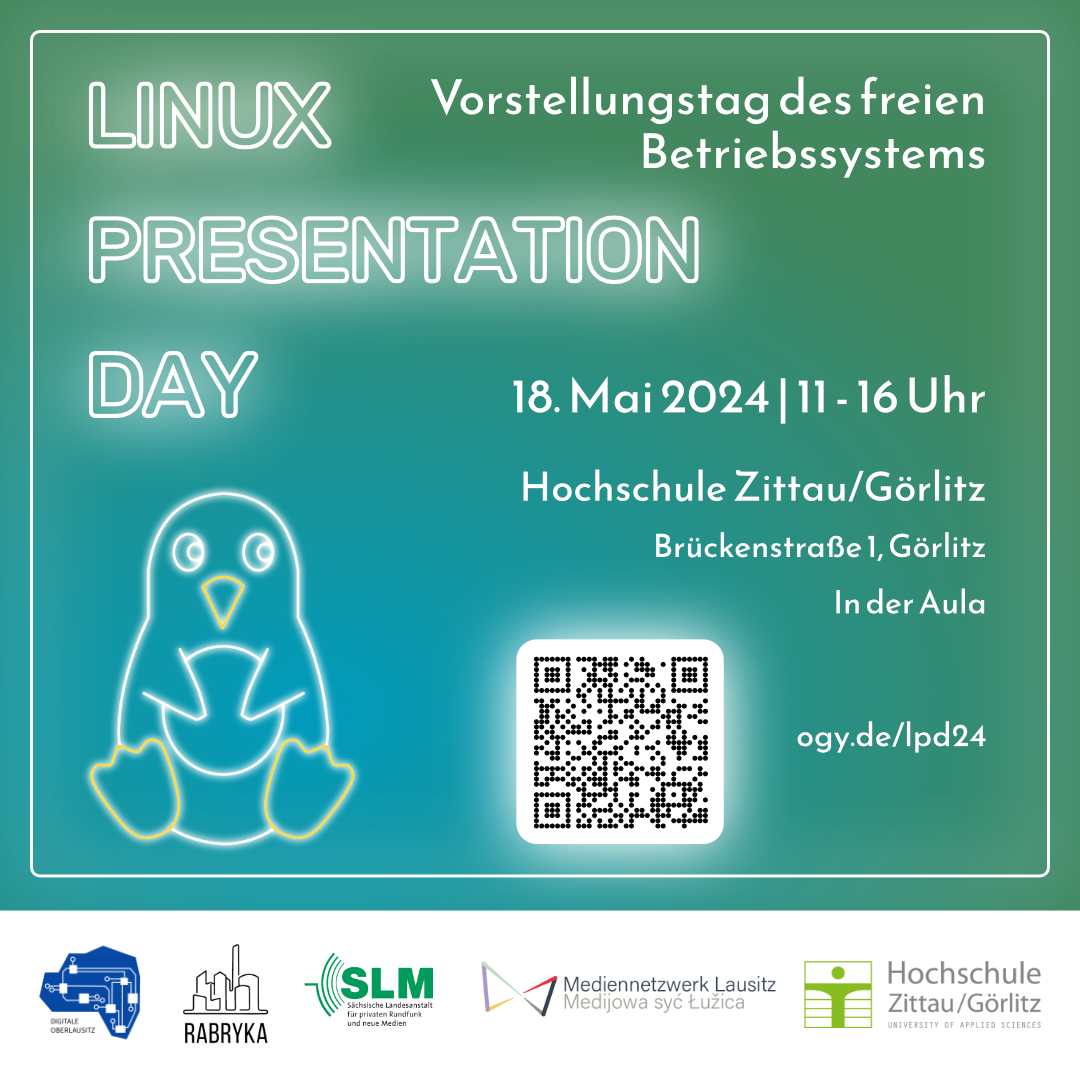 LINUX
PRESENTATION
DAY
Vorstellungstag des freien
Betriebssystems
18. Mai 2024 | 11 - 16 Uhr
Hochschule Zittau/Görlitz
Brückenstraße 1, Görlitz
In der Aula
ogy.de/lpd24
DIGITALE
OBERLAUSITZ
RABRYKA
SLM
Sächsische Landesanstalt
für privaten Rundfunk
und neue Medien
Mediennetzwerk Lausitz
Medijowa syć Łužica
Hochschule
Zittau/Görlitz
UNIVERSITY OF APPLIED SCIENCES